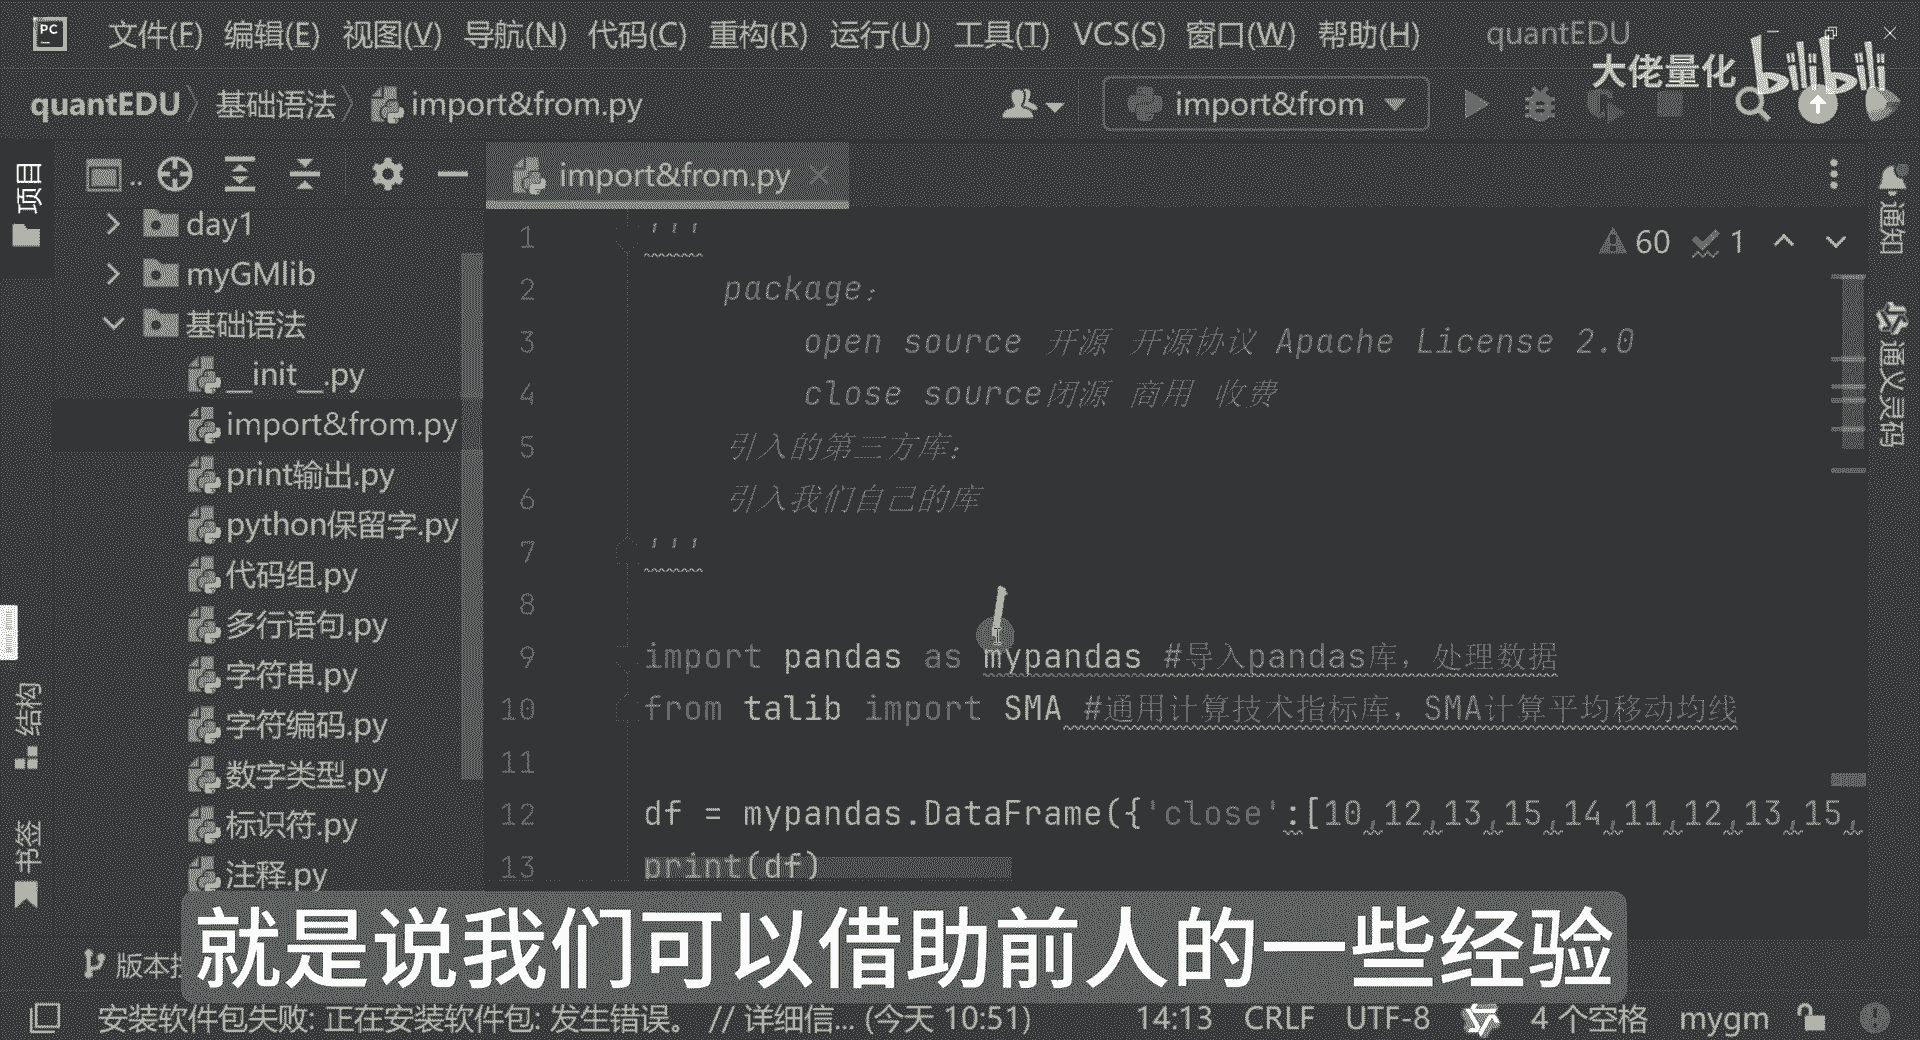 PC
文件(F) 编辑(E) 视图(V) 导航(N) 代码(C) 重构(R) 运行(U) 工具(T) VCS(S) 窗口(W) 帮助(H) quantEDU
大佬量化 bilibili
quantEDU 基础语法 import&from.py import&from
项目
import&from.py
day1
myGMlib
基础语法
__init__.py
import&from.py
print输出.py
python保留字.py
代码组.py
多行语句.py
字符串.py
字符编码.py
数字类型.py
标识符.py
注释.py
结构
书签
60 1
通知
通义灵码
1 '''
2 package：
3 open source 开源 开源协议 Apache License 2.0
4 close source闭源 商用 收费
5 引入的第三方库：
6 引入我们自己的库
7 '''
8
9 import pandas as mypandas #导入pandas库，处理数据
10 from talib import SMA #通用计算技术指标库，SMA计算平均移动均线
11
12 df = mypandas.DataFrame({'close':[10,12,13,15,14,11,12,13,15,
13 print(df)
就是说我们可以借助前人的一些经验
版本
安装软件包失败: 正在安装软件包: 发生错误。 // 详细信... (今天 10:51) 14:13 CRLF UTF-8 4 个空格 mygm